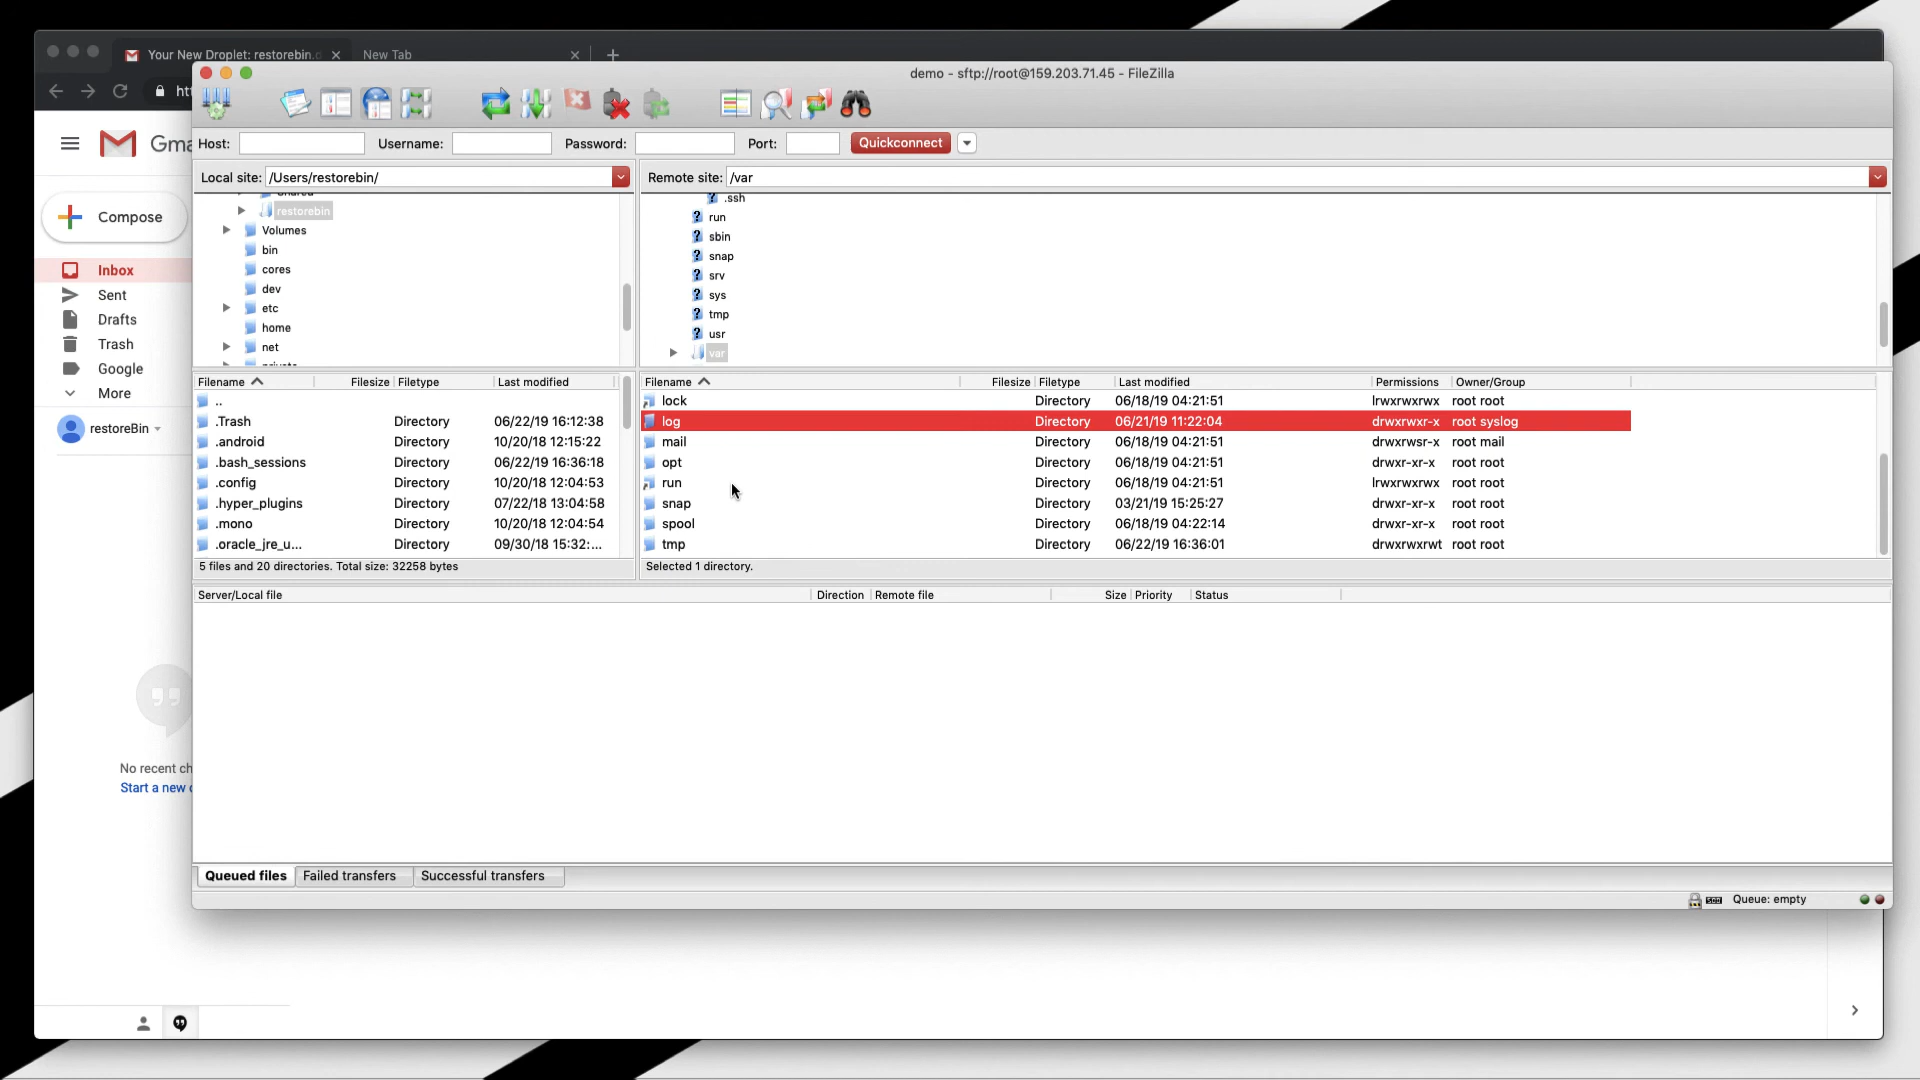 Your New Droplet: restorebin.
New Tab
demo - sftp://root@159.203.71.45 - FileZilla
Host:
Username:
Password:
Port:
Quickconnect
Local site: /Users/restorebin/
Remote site: /var
Compose
Inbox
Sent
Drafts
Trash
Google
More
restoreBin
No recent ch
Start a new
restorebin
Volumes
bin
cores
dev
etc
home
net
.ssh
run
sbin
snap
srv
sys
tmp
usr
var
Filename Filesize Filetype Last modified
..
.Trash Directory 06/22/19 16:12:38
.android Directory 10/20/18 12:15:22
.bash_sessions Directory 06/22/19 16:36:18
.config Directory 10/20/18 12:04:53
.hyper_plugins Directory 07/22/18 13:04:58
.mono Directory 10/20/18 12:04:54
.oracle_jre_u... Directory 09/30/18 15:32:...
5 files and 20 directories. Total size: 32258 bytes
Filename Filesize Filetype Last modified Permissions Owner/Group
lock Directory 06/18/19 04:21:51 lrwxrwxrwx root root
log Directory 06/21/19 11:22:04 drwxrwxr-x root syslog
mail Directory 06/18/19 04:21:51 drwxrwsr-x root mail
opt Directory 06/18/19 04:21:51 drwxr-xr-x root root
run Directory 06/18/19 04:21:51 lrwxrwxrwx root root
snap Directory 03/21/19 15:25:27 drwxr-xr-x root root
spool Directory 06/18/19 04:22:14 drwxr-xr-x root root
tmp Directory 06/22/19 16:36:01 drwxrwxrwt root root
Selected 1 directory.
Server/Local file Direction Remote file Size Priority Status
Queued files
Failed transfers
Successful transfers
Queue: empty